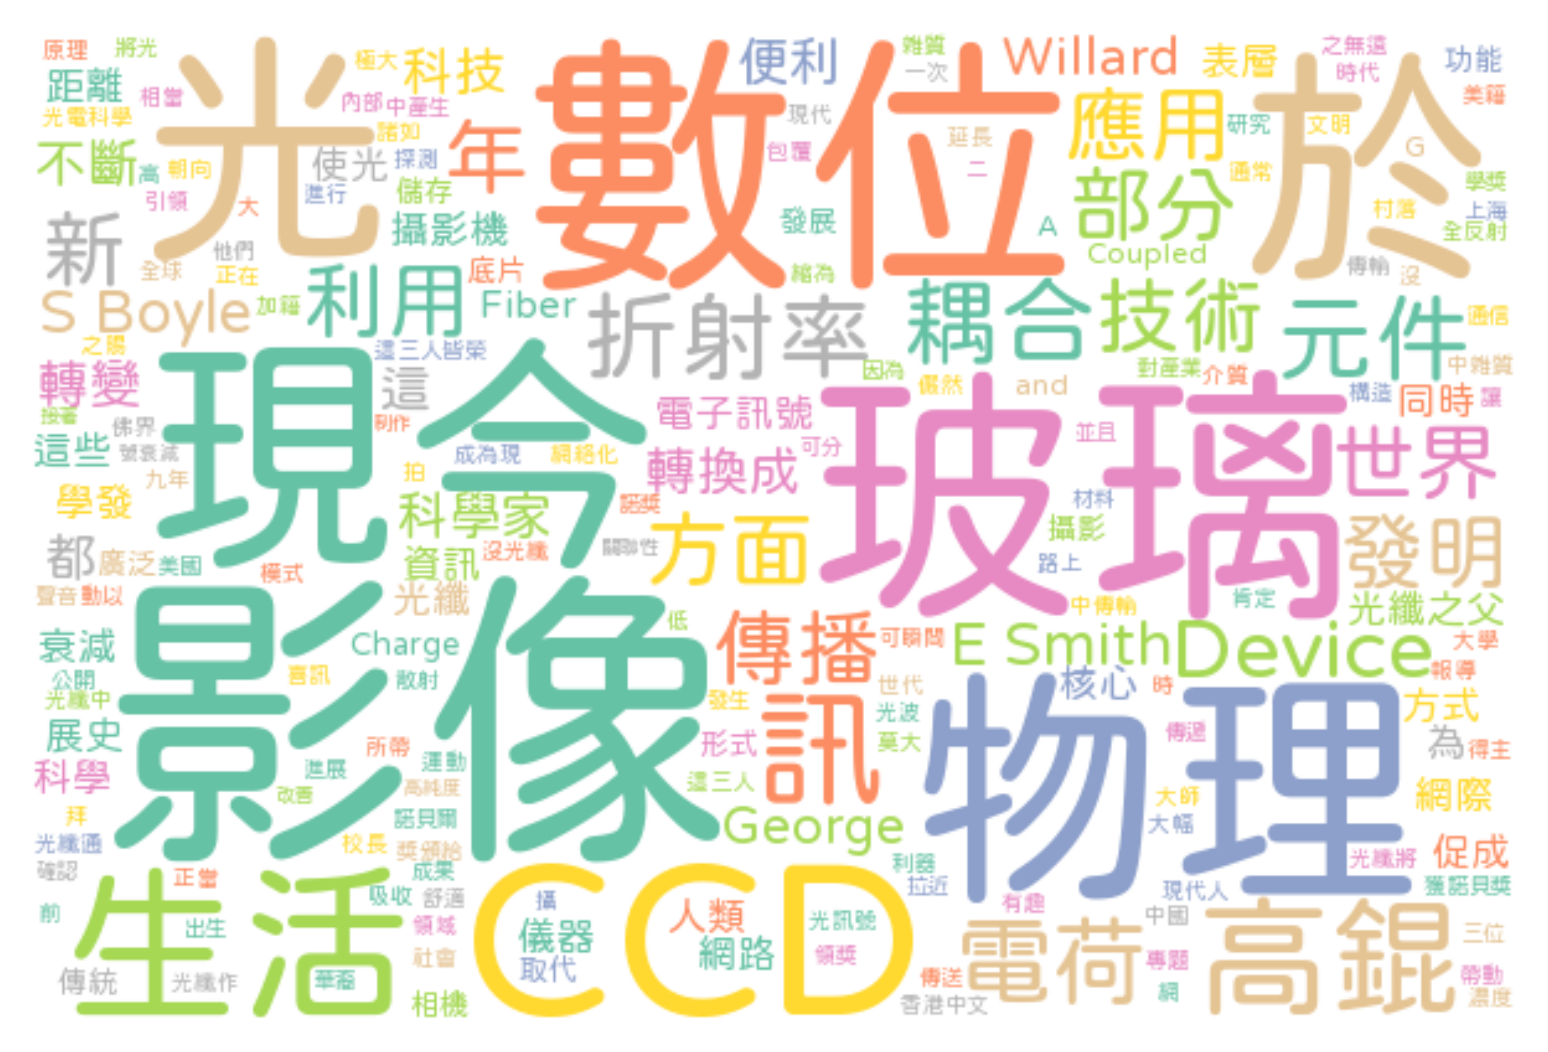 原理
將光
光
極大
科技
數位
便利
雜質
一次
Willard
表層
之無遠
時代
於
功能
美籍
距離
相當
內部
中產生
光電科學
諸如
年
現代
應用
研究
文明
G
不斷
高
朝向
使光
探測
包覆
延長
二
通常
學獎
引領
大
進行
儲存
部分
村落
上海
新
他們
攝影機
發展
A
全反射
Coupled
全球
正在
底片
縮為
傳輸
沒
S Boyle
加籍
利用
Fiber
折射率
耦合
技術
元件
通信
之賜
這三人皆榮
轉變
現今
這
因為
對產業
中雜質
介質
儼然
and
構造
同時
讓
接著
佛界
制作
電子訊號
玻璃
並且
這些
號衰減
成為現
網絡化
可分
世界
九年
拍
轉換成
學發
科學家
諾獎
方面
材料
攝影
發明
都
廣泛
美國
資訊
沒光纖
關聯性
路上
模式
聲音
動以
光纖
中傳輸
肯定
光纖之父
影像
低
傳播
可瞬間
E Smith
Device
大學
衰減
Charge
報導
公開
喜訊
散射
世代
核心
時
光纖中
發生
訊
光波
物理
方式
展史
形式
莫大
傳遞
為
得主
所帶
運動
科學
進展
這三人
改善
高純度
大師
網際
拜
諾貝爾
George
大幅
光纖通
校長
獎頒給
光纖將
促成
確認
正當
成果
利器
生活
吸收
舒適
CCD
拉近
現代人
獲諾貝獎
前
出生
領域
攝
人類
光訊號
有趣
中國
高錕
儀器
電荷
三位
社會
網路
領獎
專題
傳統
光纖作
華裔
取代
傳送
帶動
相機
香港中文
網
濃度